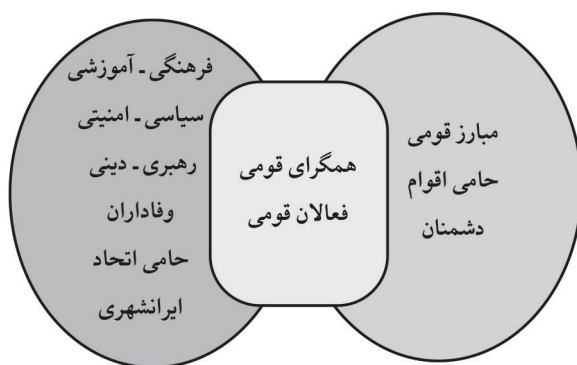 مبارز قومی
حامی اقوام
دشمنان
همگرای قومی
فعالان قومی
فرهنگی ـ آموزشی
سیاسی ـ امنیتی
رهبری ـ دینی
وفاداران
حامی اتحاد
ایرانشهری